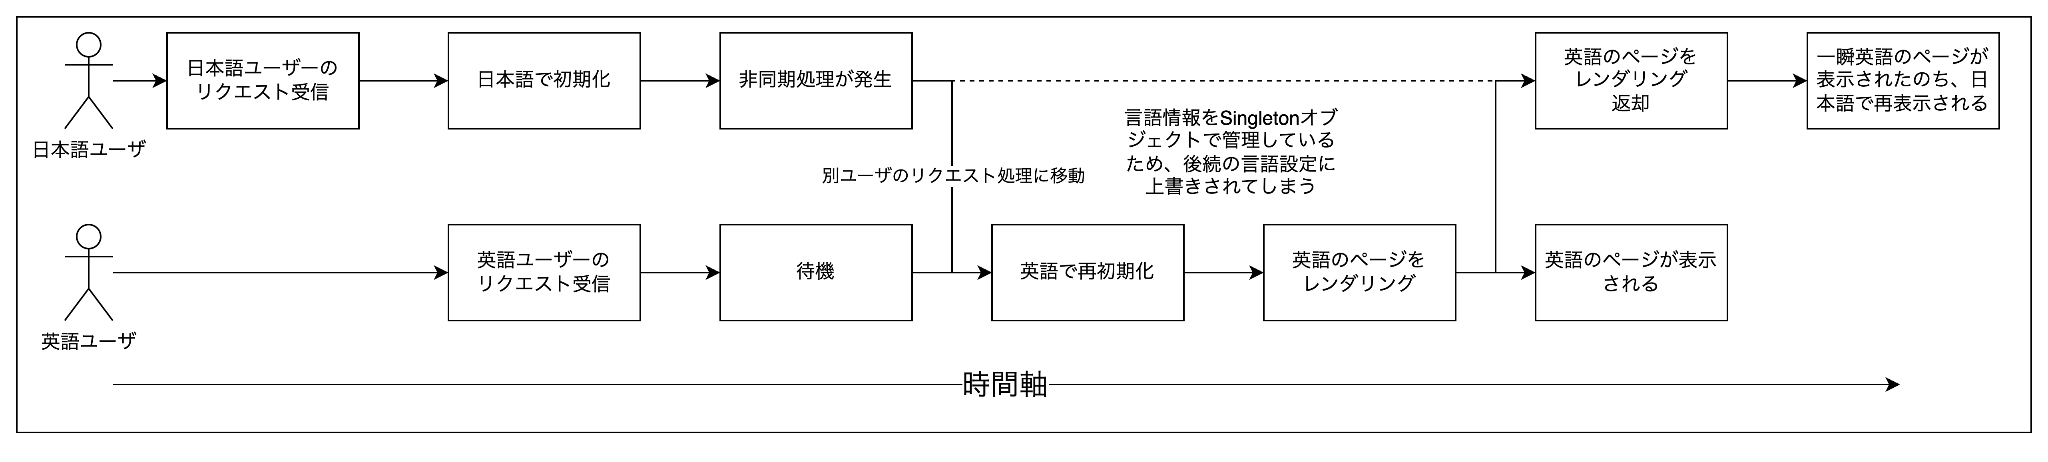 日本語ユーザーの
リクエスト受信
日本語で初期化
非同期処理が発生
英語のページを
レンダリング
返却
一瞬英語のページが
表示されたのち、日
本語で再表示される
日本語ユーザ
言語情報をSingletonオブ
ジェクトで管理している
ため、後続の言語設定に
上書きされてしまう
別ユーザのリクエスト処理に移動
英語ユーザーの
リクエスト受信
待機
英語で再初期化
英語のページを
レンダリング
英語のページが表示
される
英語ユーザ
時間軸